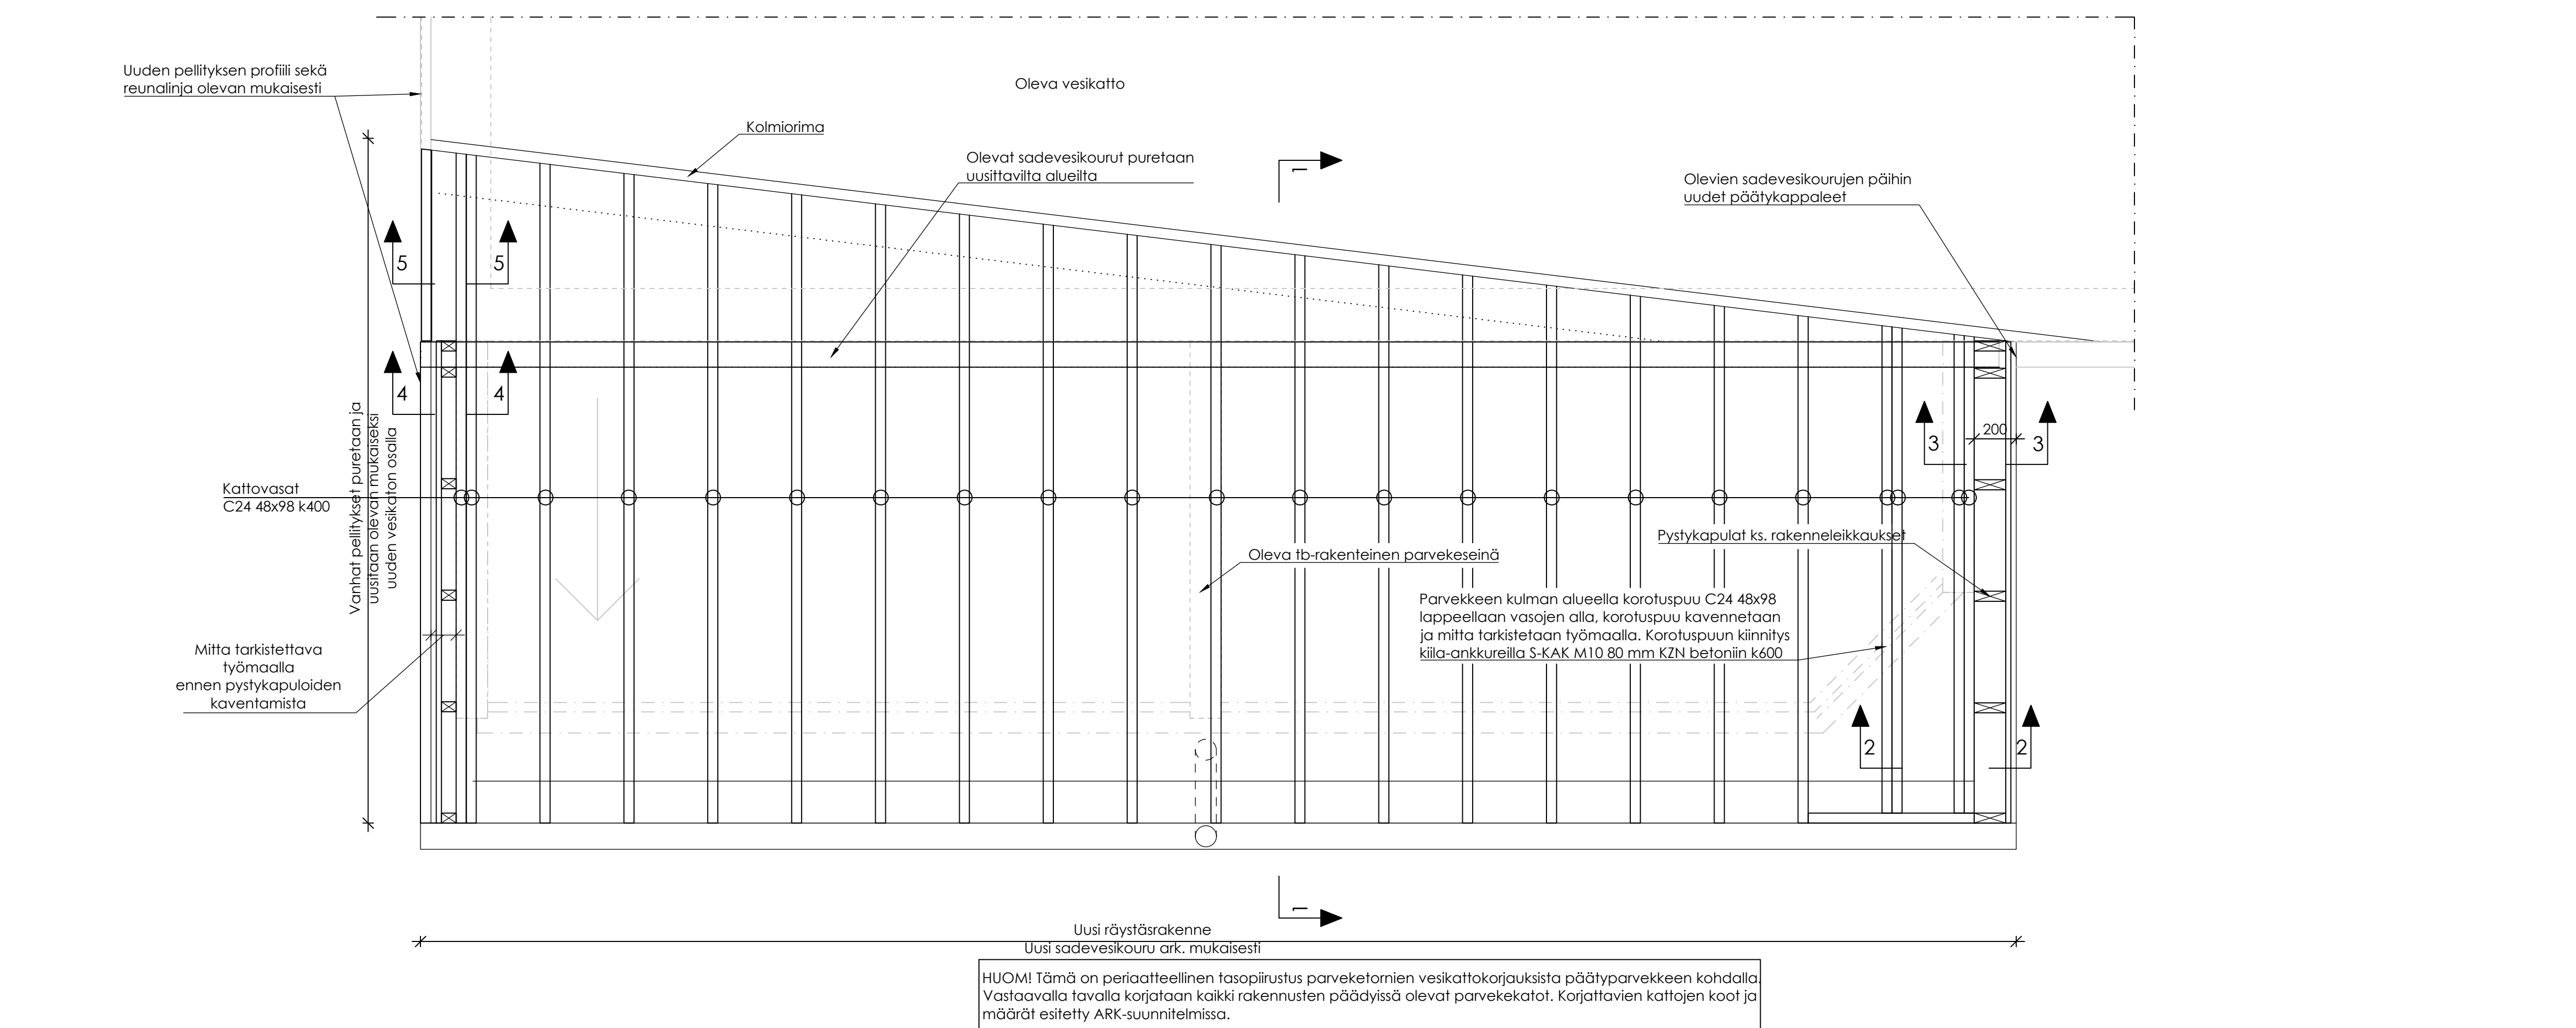 Uuden pellityksen profiili sekä
reunalinja olevan mukaisesti
Oleva vesikatto
Kolmiorima
Olevat sadevesikourut puretaan
uusittavilta alueilta
1
Olevien sadevesikourujen päihin
uudet päätykappaleet
5
5
4
4
Vanhat pellitykset puretaan ja
uusitaan olevan mukaiseksi
uuden vesikaton osalla
3
200
3
Kattovasat
C24 48x98 k400
Oleva tb-rakenteinen parvekeseinä
Pystykapulat ks. rakenneleikkaukset
Parvekkeen kulman alueella korotuspuu C24 48x98
lappeellaan vasojen alla, korotuspuu kavennetaan
ja mitta tarkistetaan työmaalla. Korotuspuun kiinnitys
kiila-ankkureilla S-KAK M10 80 mm KZN betoniin k600
Mitta tarkistettava
työmaalla
ennen pystykapuloiden
kaventamista
2
2
1
Uusi räystäsrakenne
Uusi sadevesikouru ark. mukaisesti
HUOM! Tämä on periaatteellinen tasopiirustus parveketornien vesikattokorjauksista päätyparvekkeen kohdalla.
Vastaavalla tavalla korjataan kaikki rakennusten päädyissä olevat parvekekatot. Korjattavien kattojen koot ja
määrät esitetty ARK-suunnitelmissa.